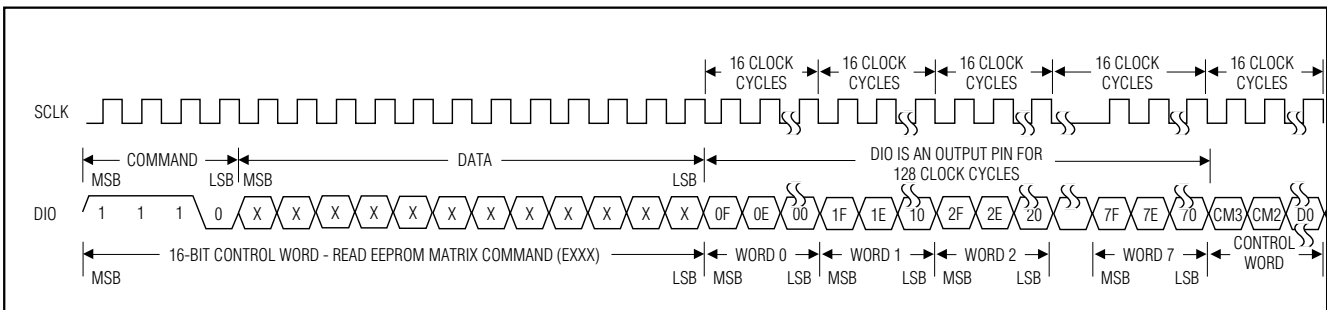 16 CLOCK CYCLES 16 CLOCK CYCLES 16 CLOCK CYCLES 16 CLOCK CYCLES 16 CLOCK CYCLES
SCLK
COMMAND DATA DIO IS AN OUTPUT PIN FOR 128 CLOCK CYCLES
MSB LSB MSB LSB
DIO 1 1 1 0 X X X X X X X X X X X X 0F 0E 00 1F 1E 10 2F 2E 20 7F 7E 70 CM3 CM2 D0
16-BIT CONTROL WORD - READ EEPROM MATRIX COMMAND (EXXX) WORD 0 WORD 1 WORD 2 WORD 7 CONTROL WORD
MSB LSB MSB LSB MSB LSB MSB LSB MSB LSB